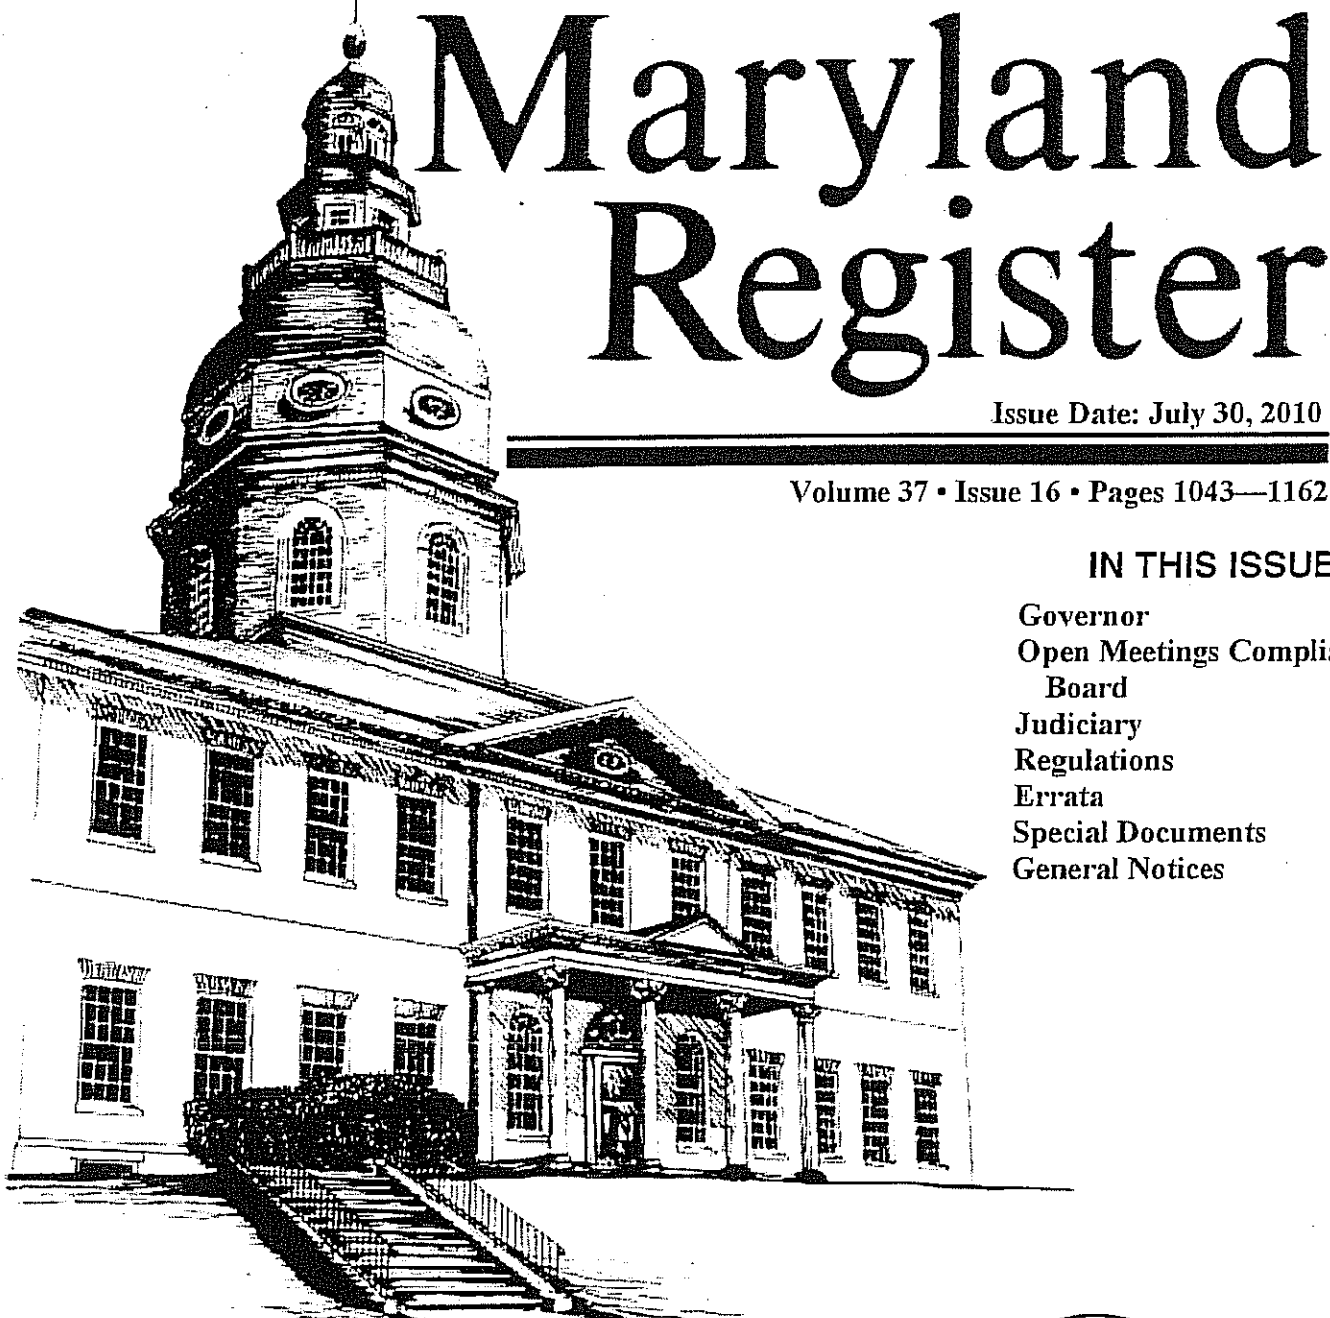 Maryland
Register
Issue Date: July 30, 2010
Volume 37 • Issue 16 • Pages 1043—1162
IN THIS ISSUE
Governor
Open Meetings
Board
Judiciary
Regulations
Errata
Special Documents
General Notices